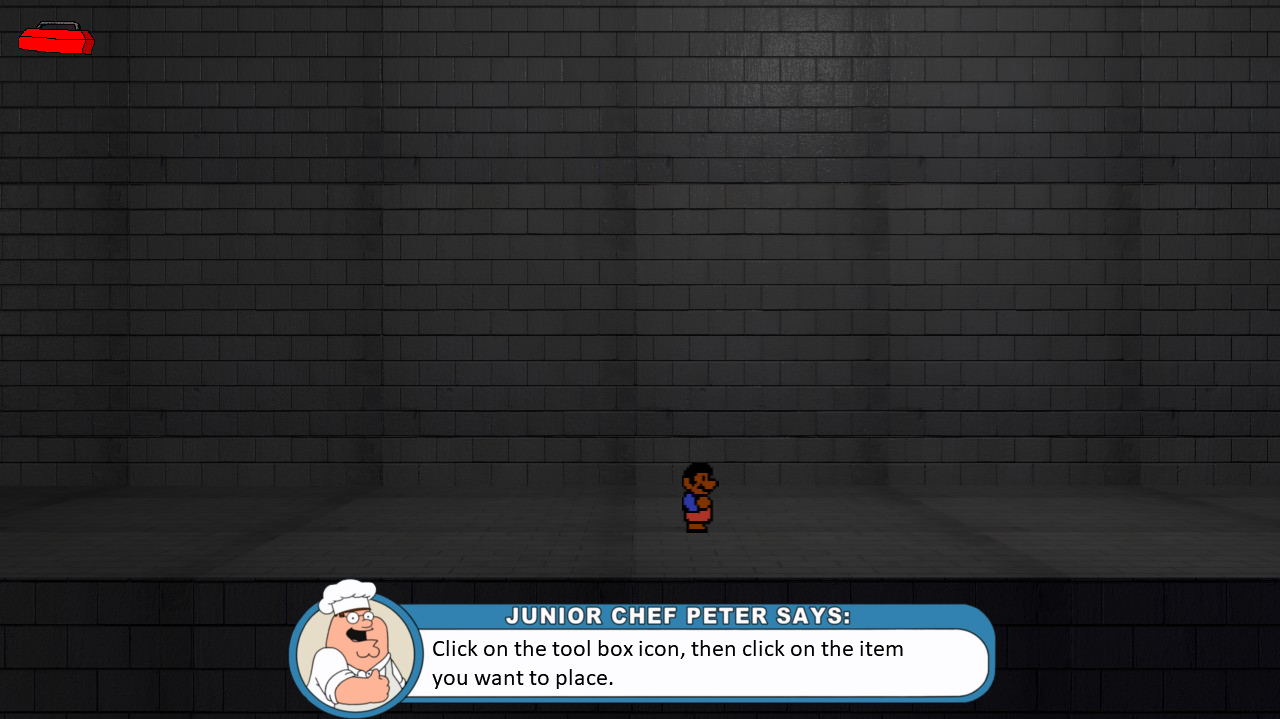 JUNIOR CHEF PETER SAYS:
Click on the tool box icon, then click on the item
you want to place.